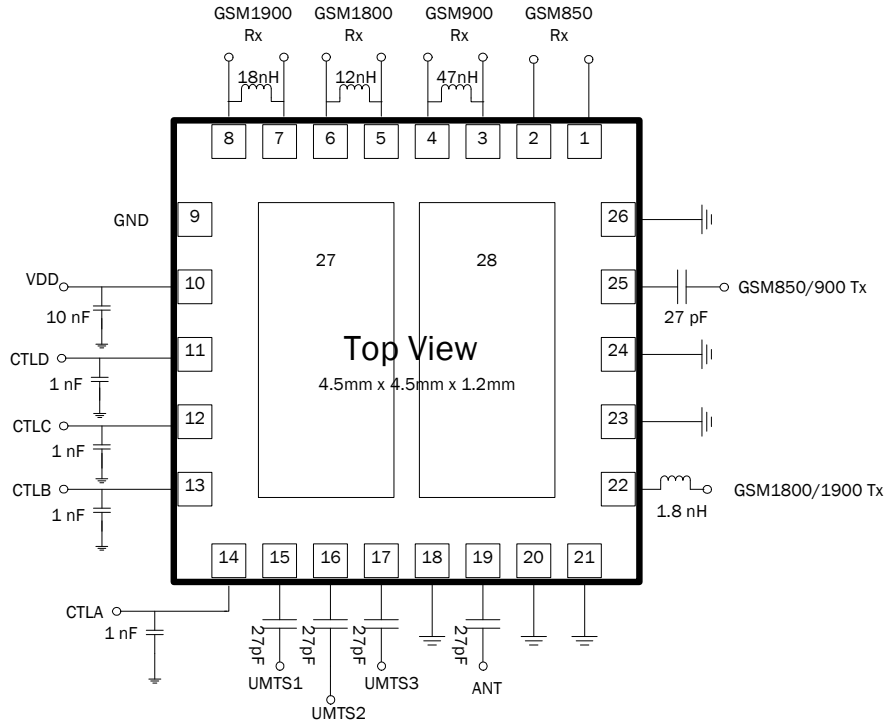 GSM1900 Rx
GSM1800 Rx
GSM900 Rx
GSM850 Rx
18nH
12nH
47nH
8
7
6
5
4
3
2
1
GND
9
26
27
28
VDD
10
25
GSM850/900 Tx
10 nF
27 pF
Top View
CTLD
11
24
1 nF
4.5mm x 4.5mm x 1.2mm
CTLC
12
23
1 nF
CTLB
13
22
GSM1800/1900 Tx
1 nF
1.8 nH
14
15
16
17
18
19
20
21
CTLA
1 nF
27pF
27pF
27pF
27pF
UMTS1
UMTS3
ANT
UMTS2